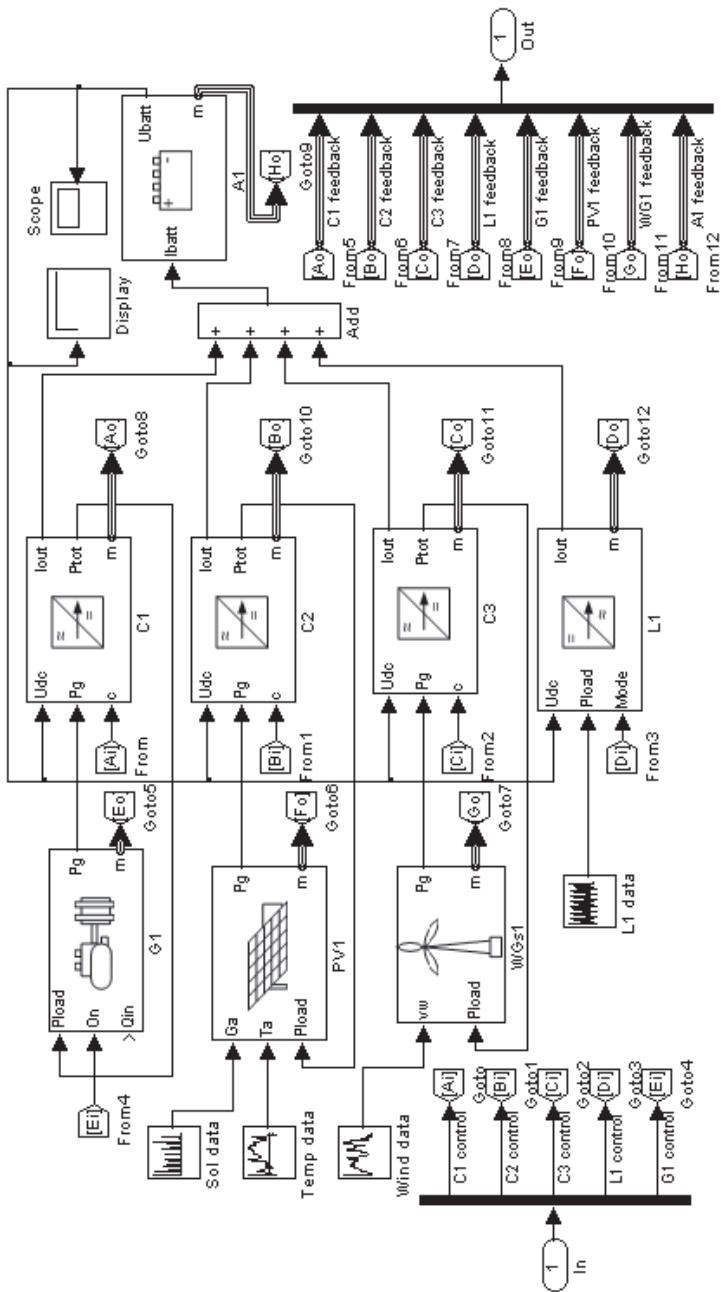 [Ei]
From4
Pload
On
Qin
Pg
m
G1
[Eo]
Goto5
[Ai]
From
Udc
Pg
c
Iout
Ptot
m
C1
[Ao]
Goto8
Display
Scope
Sol data
Temp data
Ga
Ta
Pload
Pg
m
PV1
[Fo]
Goto6
[Bi]
From1
Udc
Pg
c
Iout
Ptot
m
C2
[Bo]
Goto10
+
+
+
+
Add
Ibatt
+
-
Ubatt
m
A1
[Ho]
Goto9
Wind data
vw
Pload
Pg
m
WGs1
[Go]
Goto7
[Ci]
From2
Udc
Pg
c
Iout
Ptot
m
C3
[Co]
Goto11
L1 data
[Di]
From3
Udc
Pload
Mode
Iout
m
L1
[Do]
Goto12
1
In
C1 control
[Ai]
Goto
C2 control
[Bi]
Goto1
C3 control
[Ci]
Goto2
L1 control
[Di]
Goto3
G1 control
[Ei]
Goto4
[Ao]
C1 feedback
From5
[Bo]
C2 feedback
From6
[Co]
C3 feedback
From7
[Do]
L1 feedback
From8
[Eo]
G1 feedback
From9
[Fo]
PV1 feedback
From10
[Go]
WG1 feedback
From11
[Ho]
A1 feedback
From12
1
Out